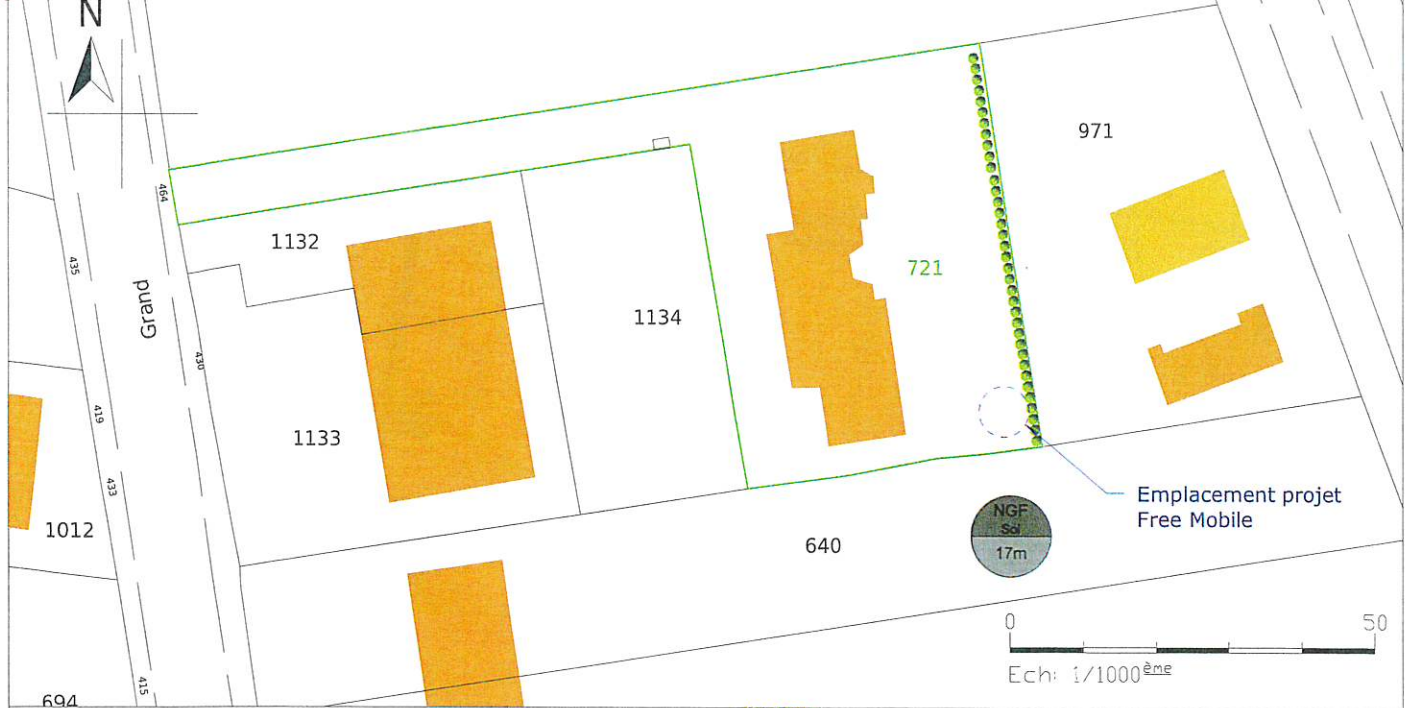 N
971
464
1132
435
Grand
721
1134
430
419
1133
433
Emplacement projet
Free Mobile
NGF
Sol
17m
1012
640
0 50
Ech: 1/1000ème
415
694